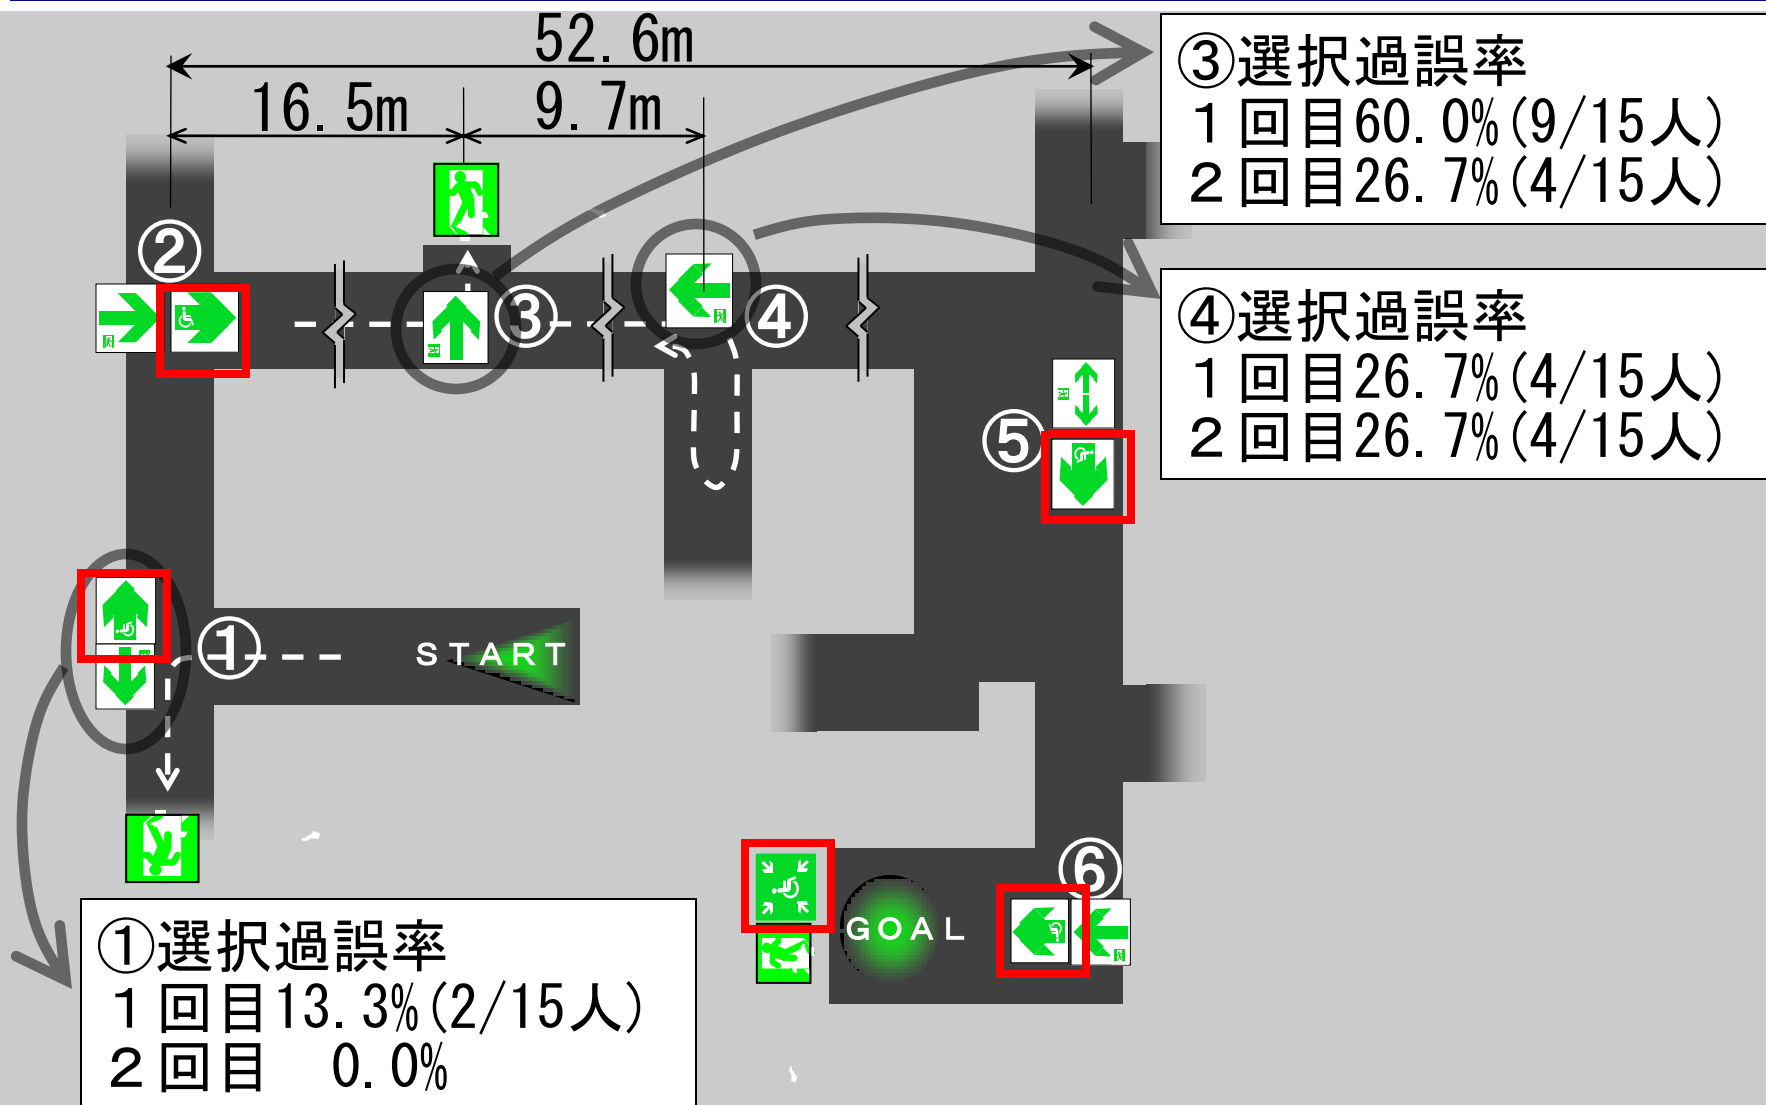 52.6m
16.5m
9.7m
③選択過誤率
1回目60.0%(9/15人)
2回目26.7%(4/15人)
②
③
④
④選択過誤率
1回目26.7%(4/15人)
2回目26.7%(4/15人)
⑤
①
START
⑥
GOAL
①選択過誤率
1回目13.3%(2/15人)
2回目 0.0%